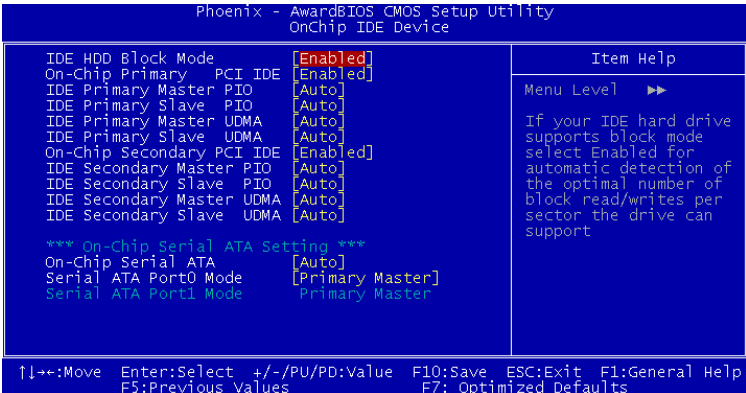 Phoenix - AwardBIOS CMOS Setup Utility
OnChip IDE Device
IDE HDD Block Mode [Enabled]
On-Chip Primary PCI IDE [Enabled]
IDE Primary Master PIO [Auto]
IDE Primary Slave PIO [Auto]
IDE Primary Master UDMA [Auto]
IDE Primary Slave UDMA [Auto]
On-Chip Secondary PCI IDE [Enabled]
IDE Secondary Master PIO [Auto]
IDE Secondary Slave PIO [Auto]
IDE Secondary Master UDMA [Auto]
IDE Secondary Slave UDMA [Auto]
*** On-Chip Serial ATA Setting ***
On-Chip Serial ATA [Auto]
Serial ATA Port0 Mode [Primary Master]
Serial ATA Port1 Mode Primary Master
Item Help
Menu Level ►►
If your IDE hard drive
supports block mode
select Enabled for
automatic detection of
the optimal number of
block read/writes per
sector the drive can
support
↑↓→←:Move Enter:Select +/-/PU/PD:Value F10:Save ESC:Exit F1:General Help
F5:Previous Values F7: Optimized Defaults